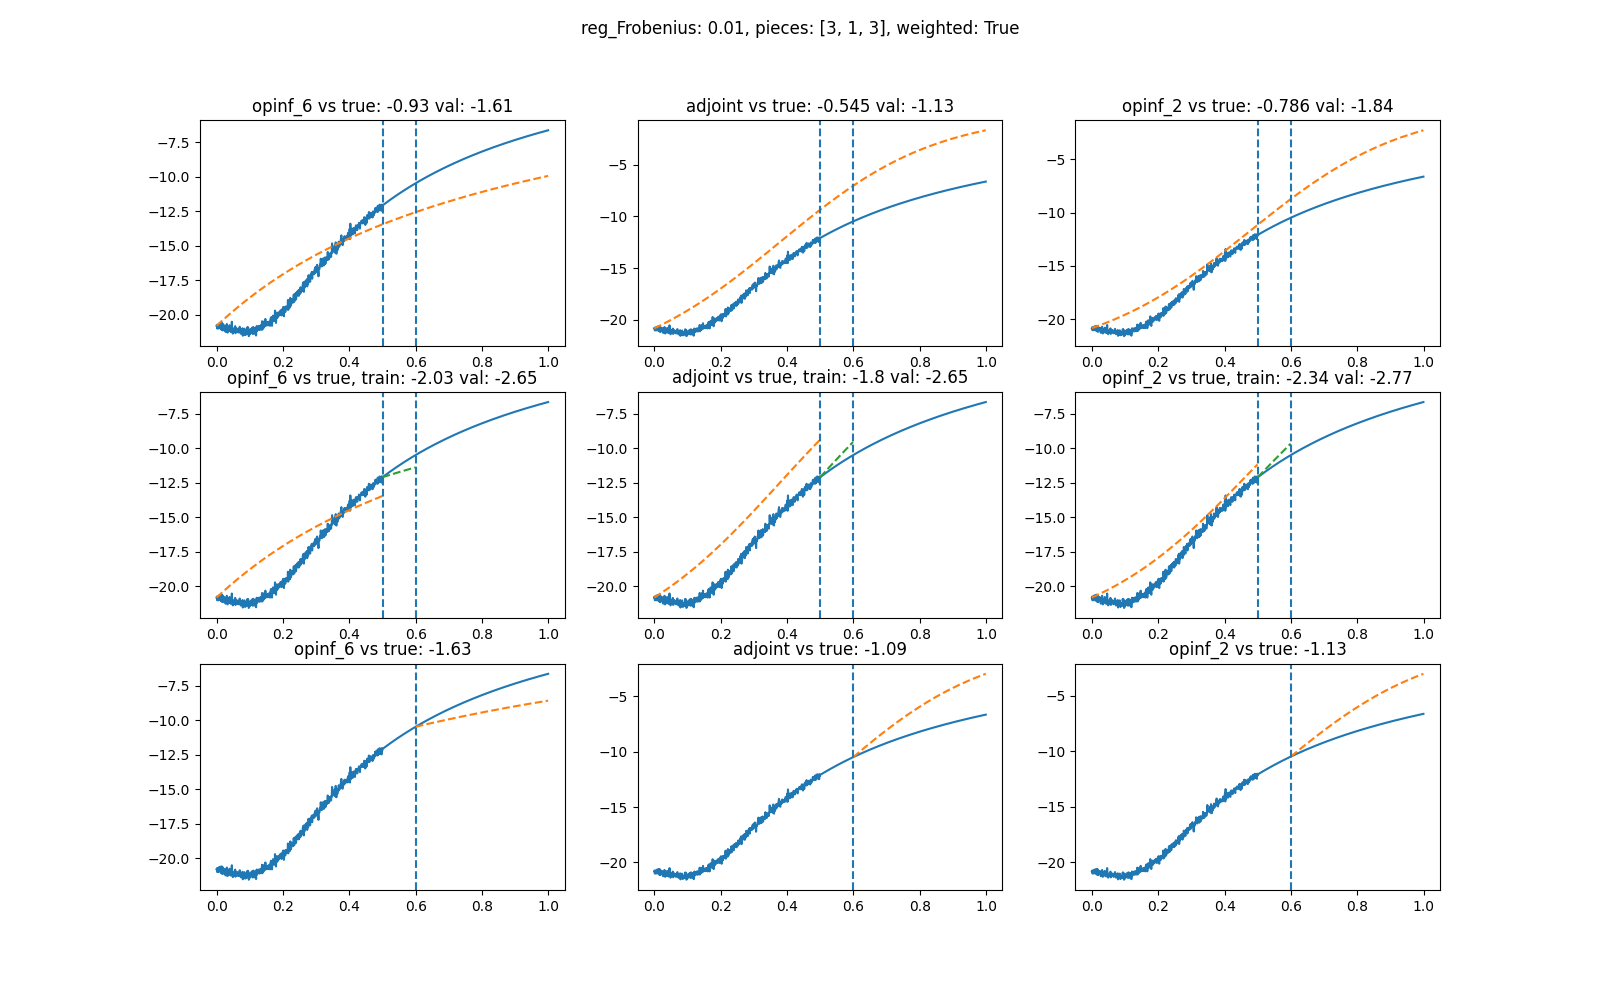 reg_Frobenius: 0.01, pieces: [3, 1, 3], weighted: True
opinf_6 vs true: -0.93 val: -1.61
−7.5
−10.0
−12.5
−15.0
−17.5
−20.0
0.0 0.2 0.4 0.6 0.8 1.0
adjoint vs true: -0.545 val: -1.13
−5
−10
−15
−20
0.0 0.2 0.4 0.6 0.8 1.0
opinf_2 vs true: -0.786 val: -1.84
−5
−10
−15
−20
0.0 0.2 0.4 0.6 0.8 1.0
opinf_6 vs true, train: -2.03 val: -2.65
−7.5
−10.0
−12.5
−15.0
−17.5
−20.0
0.0 0.2 0.4 0.6 0.8 1.0
adjoint vs true, train: -1.8 val: -2.65
−7.5
−10.0
−12.5
−15.0
−17.5
−20.0
0.0 0.2 0.4 0.6 0.8 1.0
opinf_2 vs true, train: -2.34 val: -2.77
−7.5
−10.0
−12.5
−15.0
−17.5
−20.0
0.0 0.2 0.4 0.6 0.8 1.0
opinf_6 vs true: -1.63
−7.5
−10.0
−12.5
−15.0
−17.5
−20.0
0.0 0.2 0.4 0.6 0.8 1.0
adjoint vs true: -1.09
−5
−10
−15
−20
0.0 0.2 0.4 0.6 0.8 1.0
opinf_2 vs true: -1.13
−5
−10
−15
−20
0.0 0.2 0.4 0.6 0.8 1.0